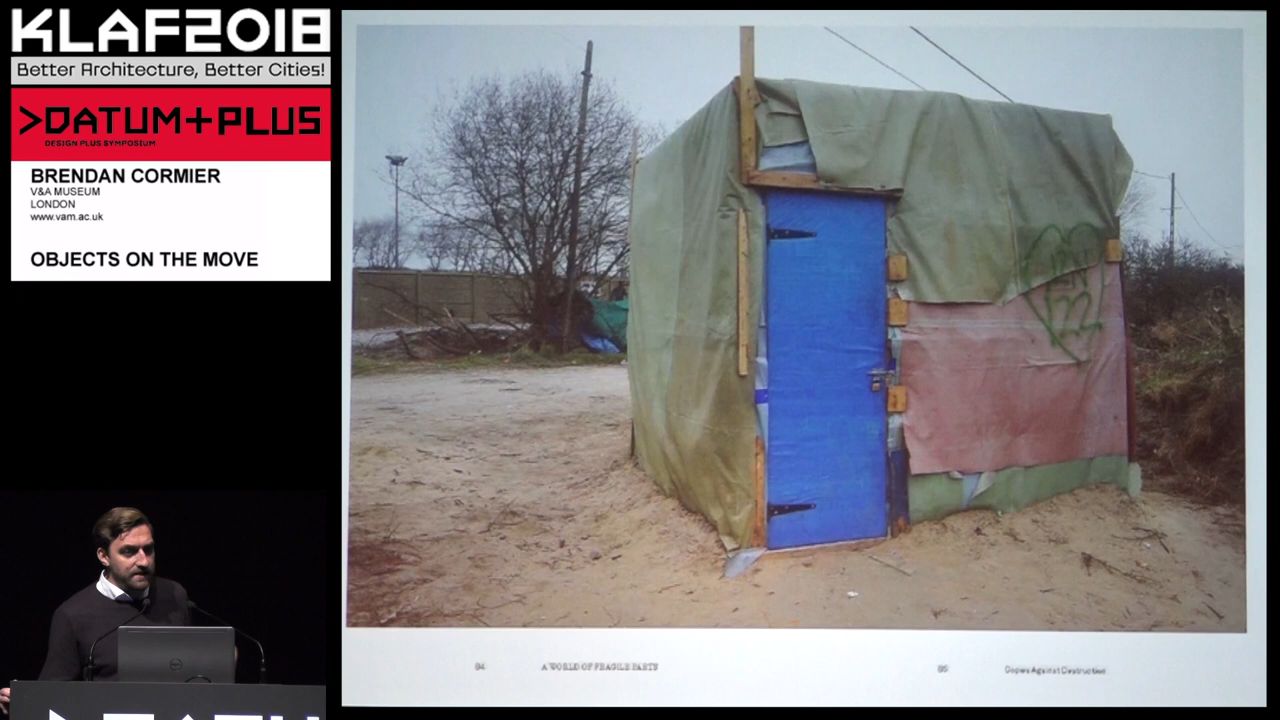 KLAF2018
Better Architecture, Better Cities!
>DATUM+PLUS
DESIGN PLUS SYMPOSIUM
BRENDAN CORMIER
V&A MUSEUM
LONDON
www.vam.ac.uk
OBJECTS ON THE MOVE
84
A WORLD OF FRAGILE PARTS
85
Copies Against Destruction